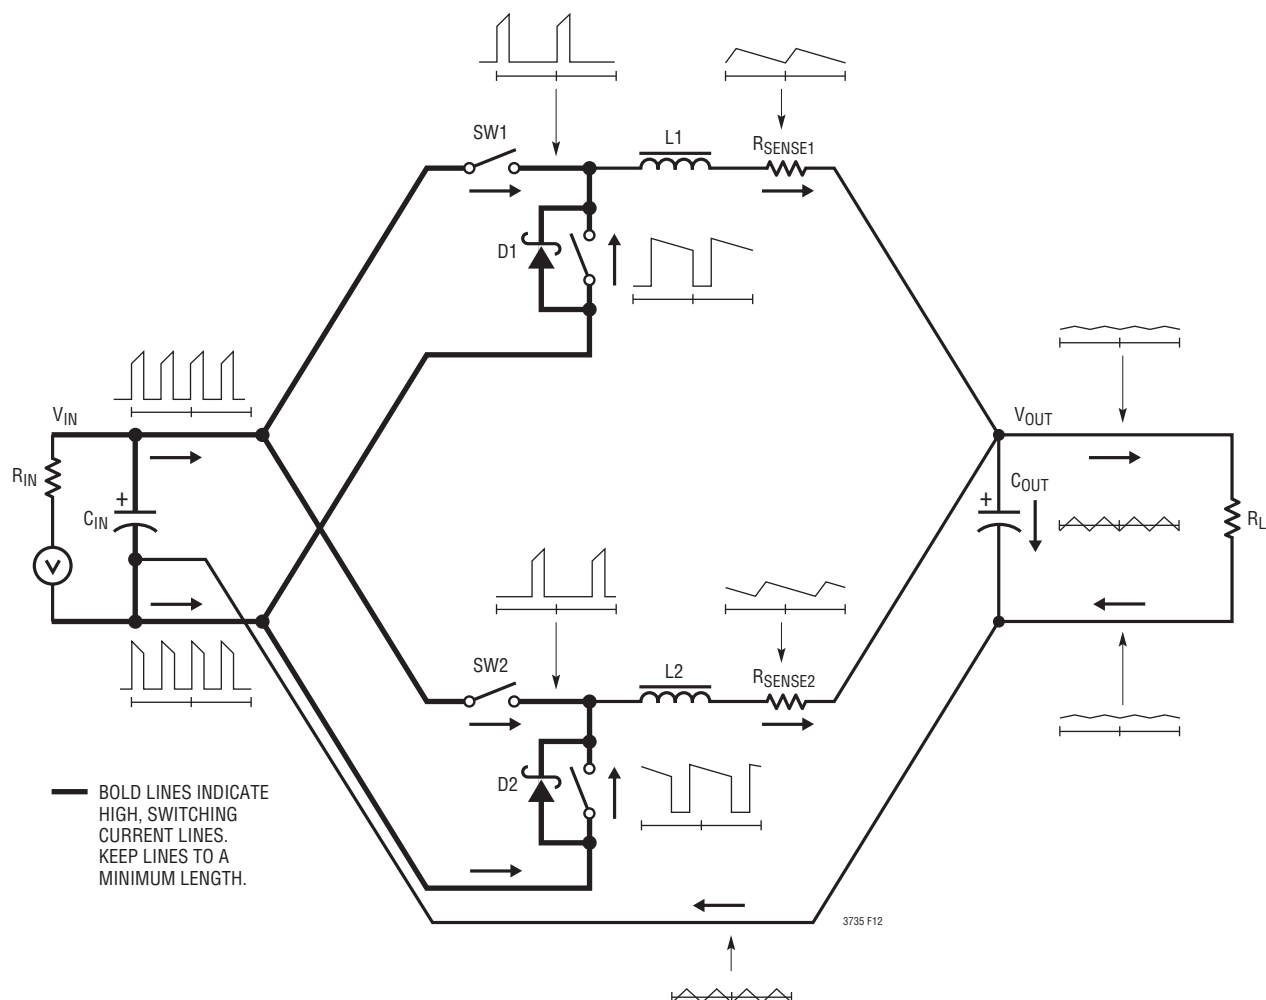 SW1
L1
RSENSE1
D1
VIN
RIN
+
CIN
V
VOUT
COUT
+
RL
SW2
L2
RSENSE2
D2
BOLD LINES INDICATE
HIGH, SWITCHING
CURRENT LINES.
KEEP LINES TO A
MINIMUM LENGTH.
3735 F12